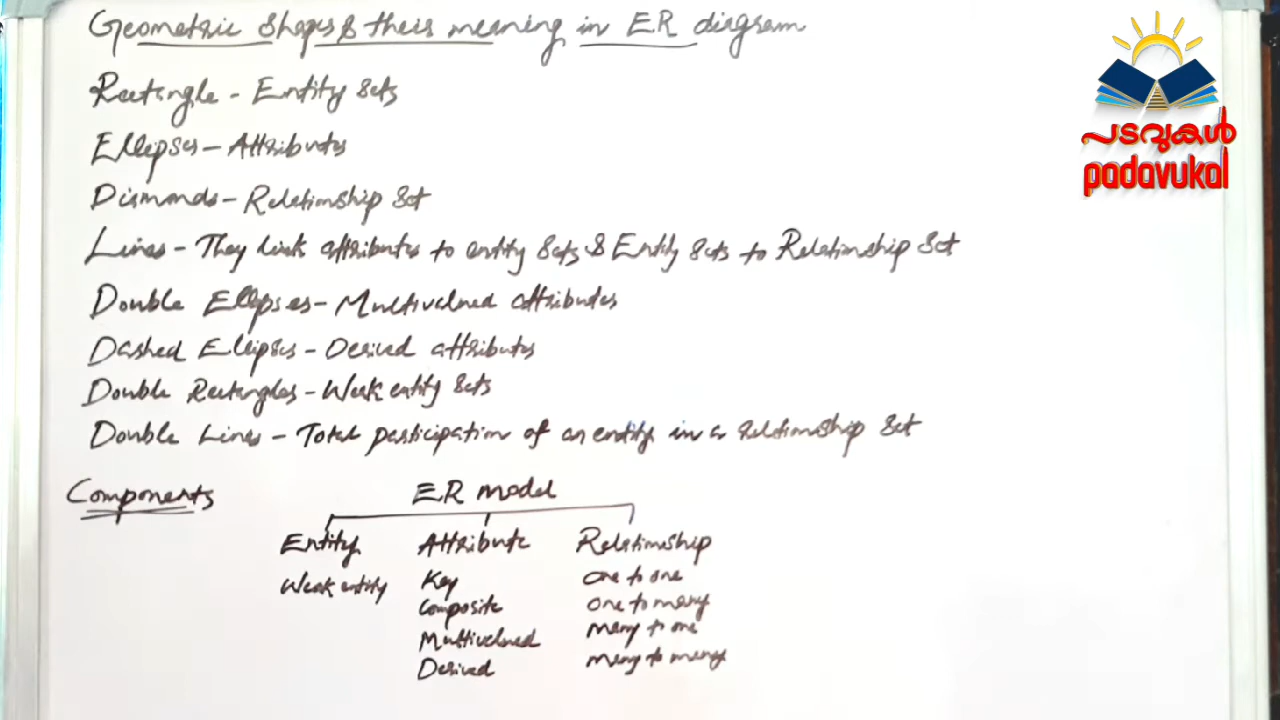 Geometric Shapes & their meaning in ER diagram
Rectangle - Entity Sets
Ellipses - Attributes
Diamonds - Relationship Set
Lines - They link attributes to entity Sets & Entity Sets to Relationship Set
Double Ellipses - Multivalued attributes
Dashed Ellipses - Derived attributes
Double Rectangles - Weak entity Sets
Double Lines - Total participation of an entity in a Relationship Set
Components
ER model
Entity Attribute Relationship
Weak entity Key one to one
Composite one to many
Multivalued many to one
Derived many to many
പടവുകൾ
padavukal